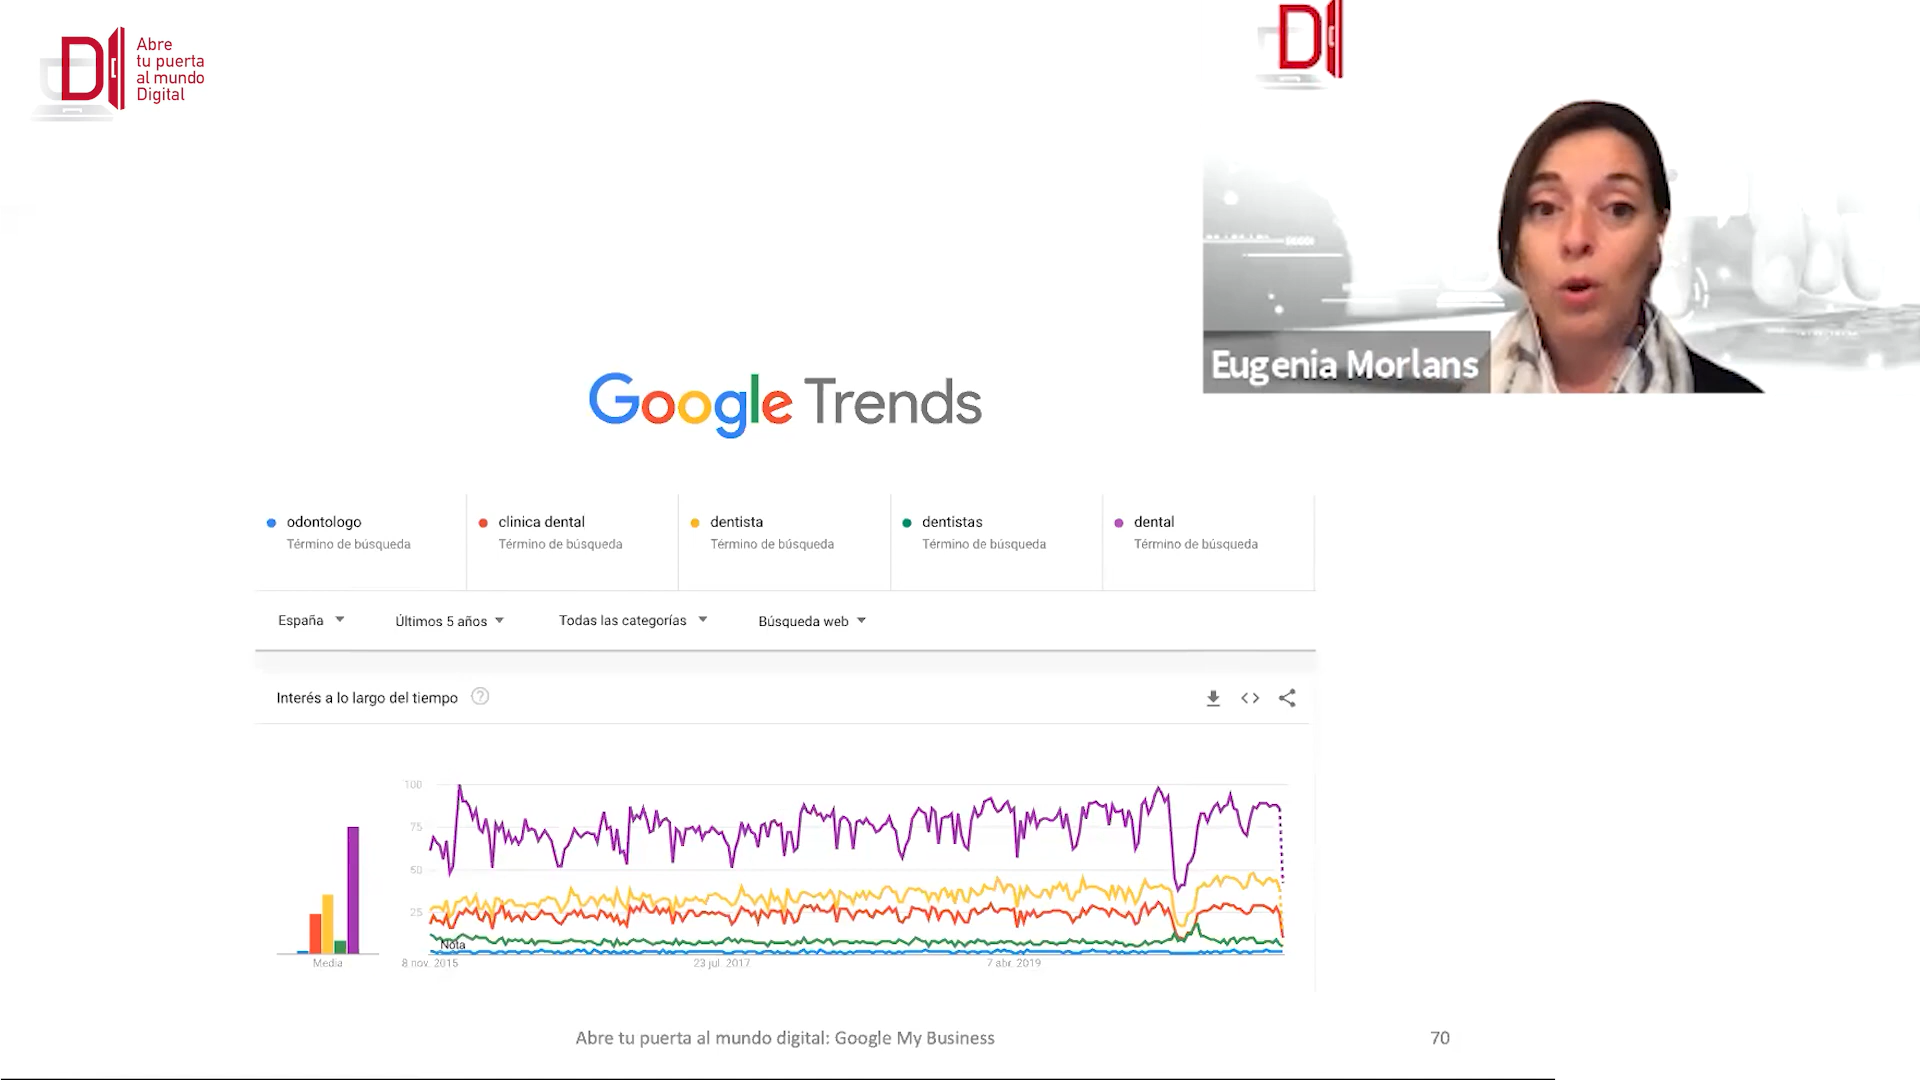 Abre
tu puerta
al mundo
Digital
Eugenia Morlans
Google Trends
odontologo
Término de búsqueda
clinica dental
Término de búsqueda
dentista
Término de búsqueda
dentistas
Término de búsqueda
dental
Término de búsqueda
España
Últimos 5 años
Todas las categorías
Búsqueda web
Interés a lo largo del tiempo
100
75
50
25
Nota
Media
8 nov. 2015
23 jul. 2017
7 abr. 2019
Abre tu puerta al mundo digital: Google My Business
70